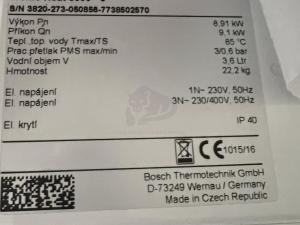 S/N 3820-273-050856-7738502570
Výkon Pn 8,91 kW
Příkon Qn 9,1 kW
Tepl .top. vody Tmax/TS 85 °C
Prac přetlak PMS max/min 3/0,6 bar
Vodní objem V 3,6 Ltr
Hmotnost 22,2 kg
El. napájení 1N~ 230V, 50Hz
El. napájení 3N~ 230/400V, 50Hz
El. krytí IP 40
CE 1015/16
Bosch Thermotechnik GmbH
D-73249 Wernau / Germany
Made in Czech Republic